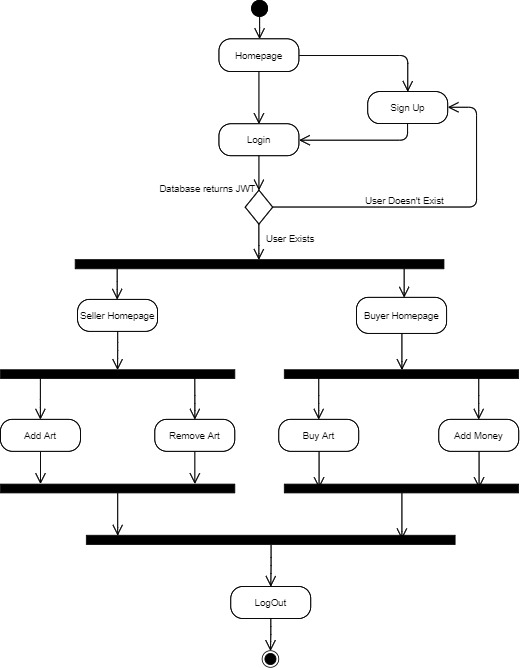 Homepage
Sign Up
Login
Database returns JWT
User Doesn't Exist
User Exists
Seller Homepage
Buyer Homepage
Add Art
Remove Art
Buy Art
Add Money
LogOut